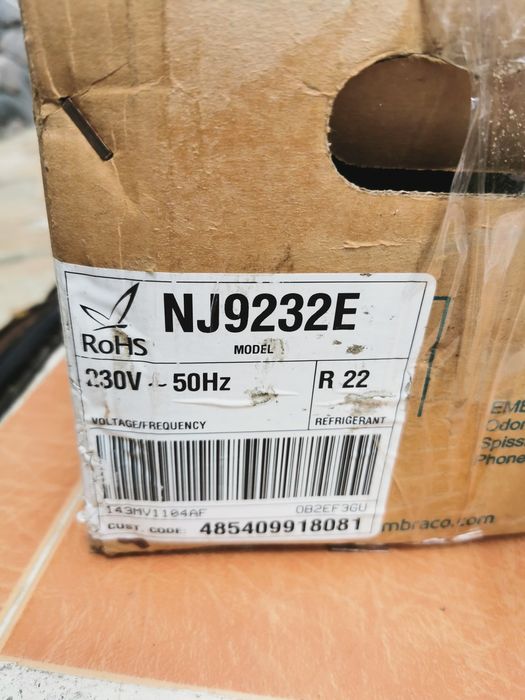 RoHS
NJ9232E
MODEL
230V ~ 50Hz
R 22
VOLTAGE/FREQUENCY
REFRIGERANT
143MV1104AF
0B2EF3GU
CUST. CODE 485409918081
EMB
Odor
Spiss
Phone
mbraco.com